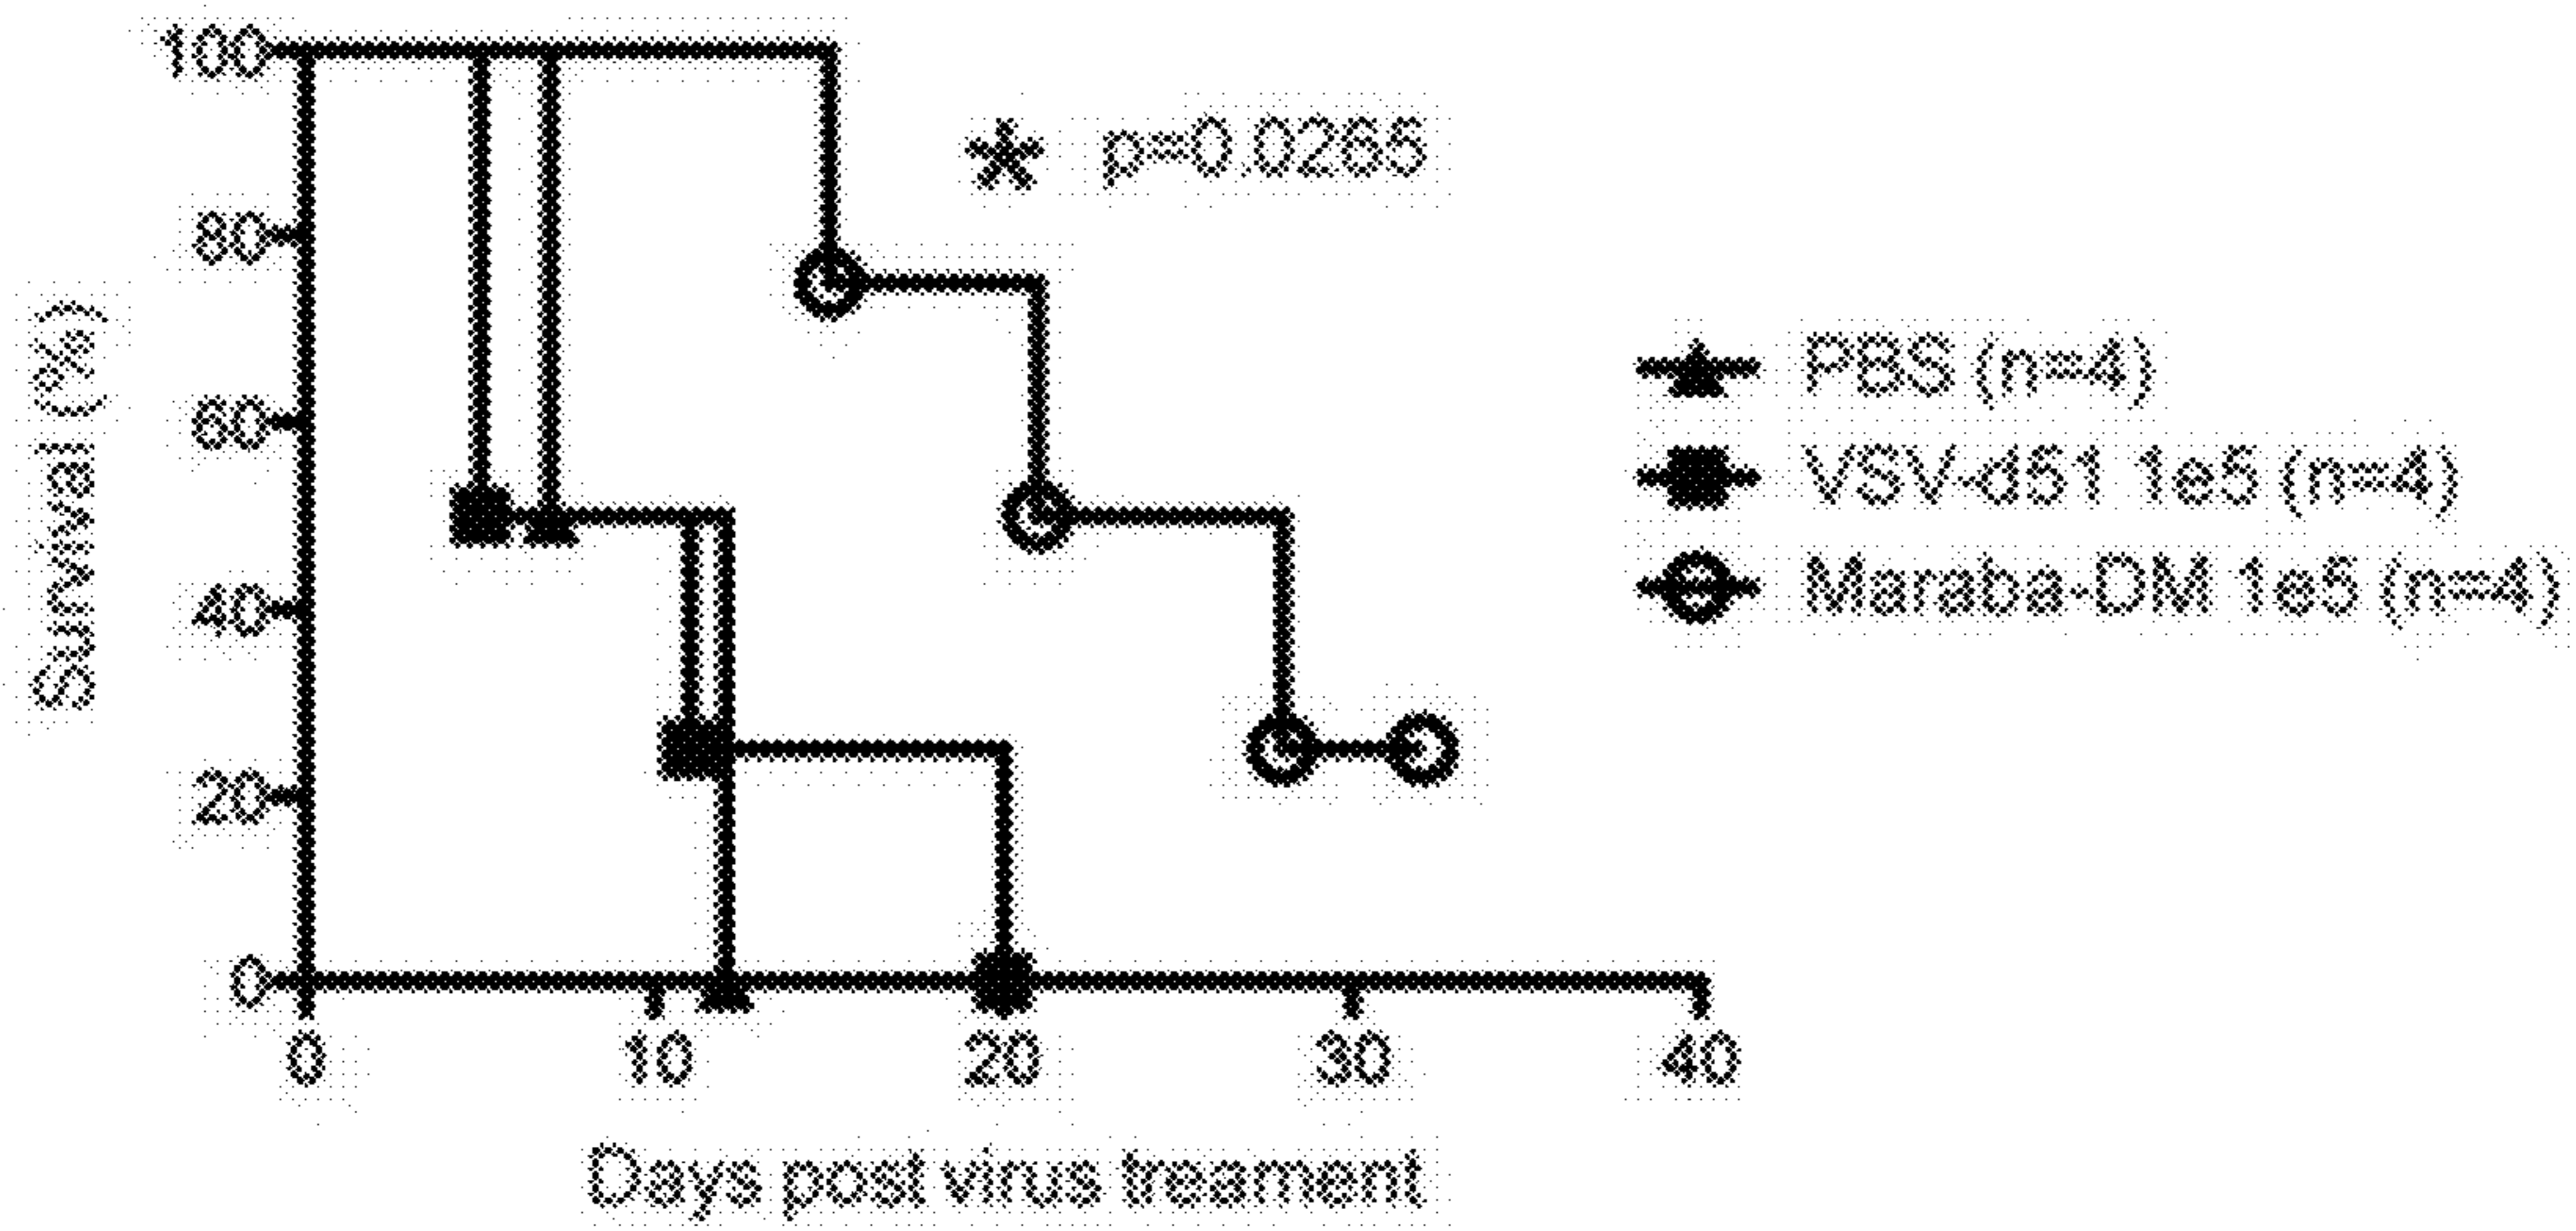 Survival (%)
100
80
60
40
20
0
0 10 20 30 40
Days post virus treament
* p=0.0265
PBS (n=4)
VSV-d51 1e5 (n=4)
Maraba-DM 1e5 (n=4)